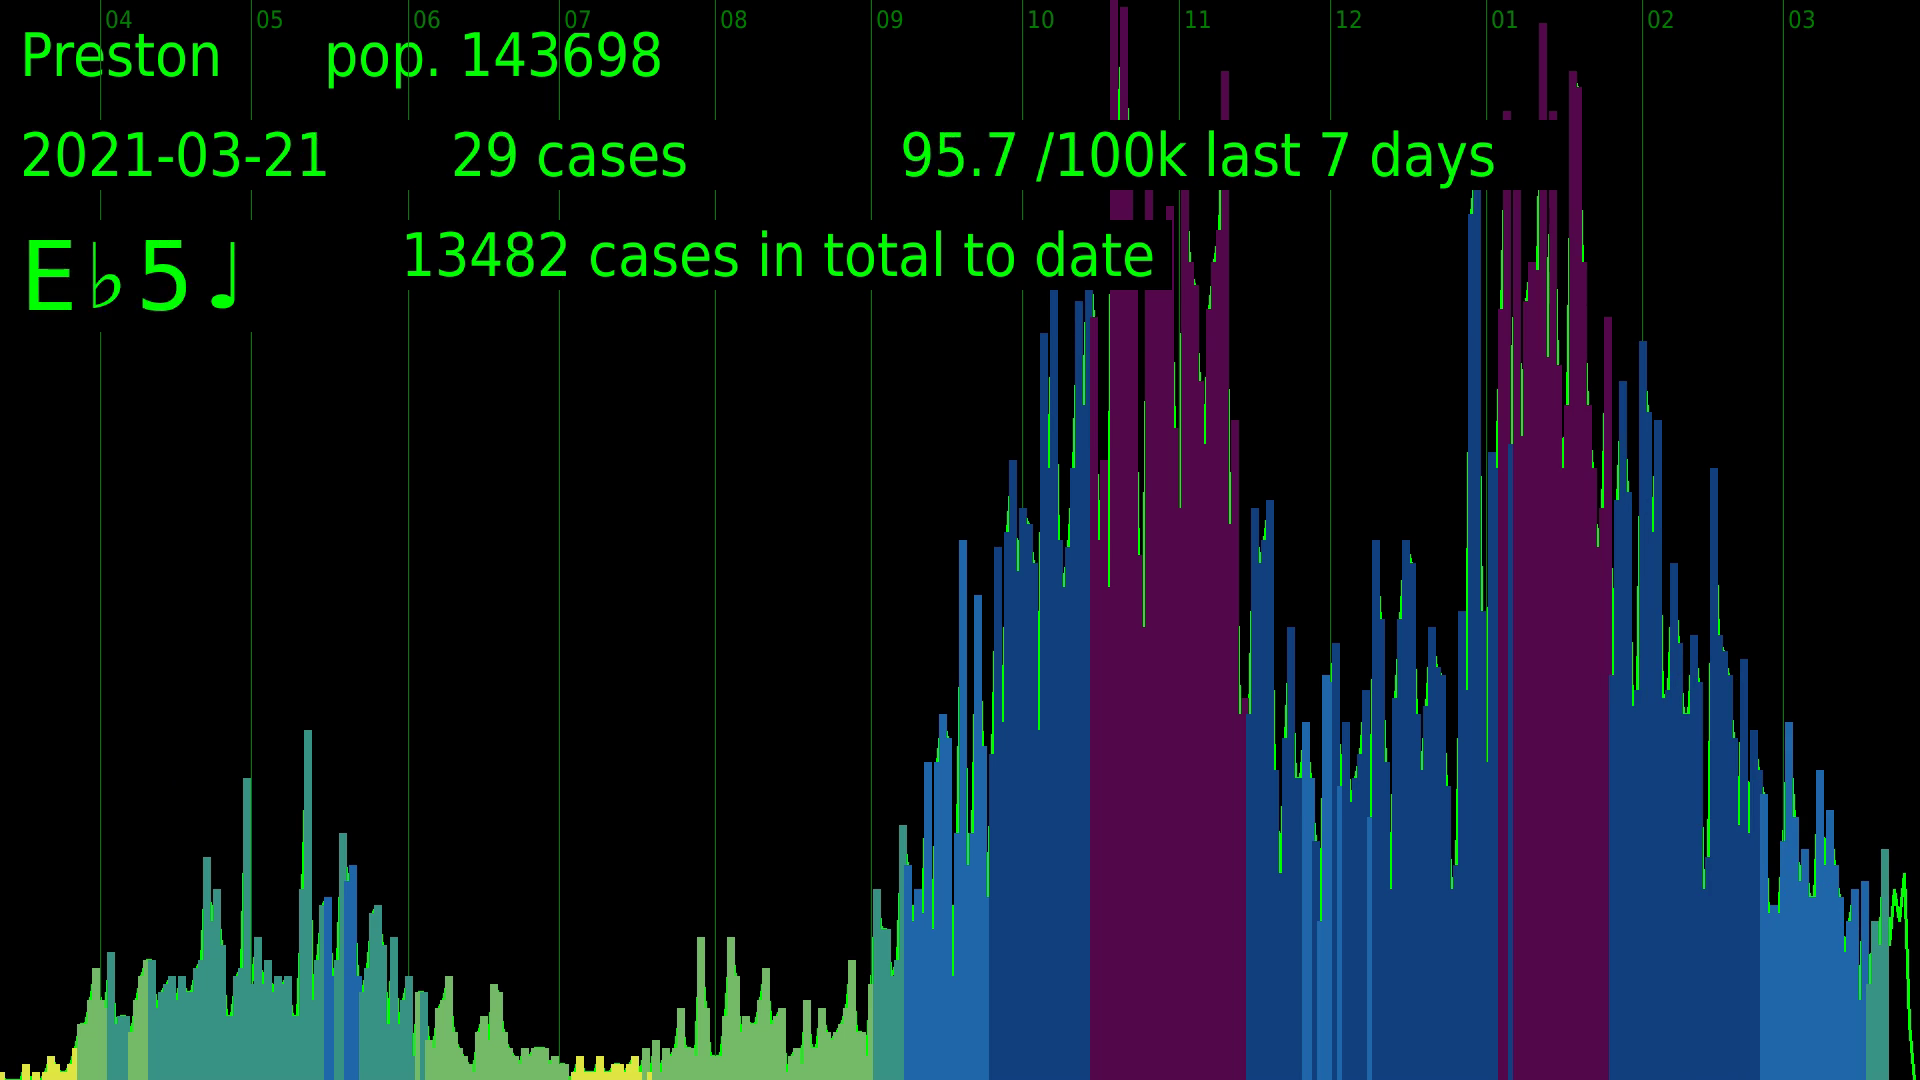 04 05 06 07 08 09 10 11 12 01 02 03
Preston pop. 143698
2021-03-21 29 cases 95.7 /100k last 7 days
E♭5♩ 13482 cases in total to date